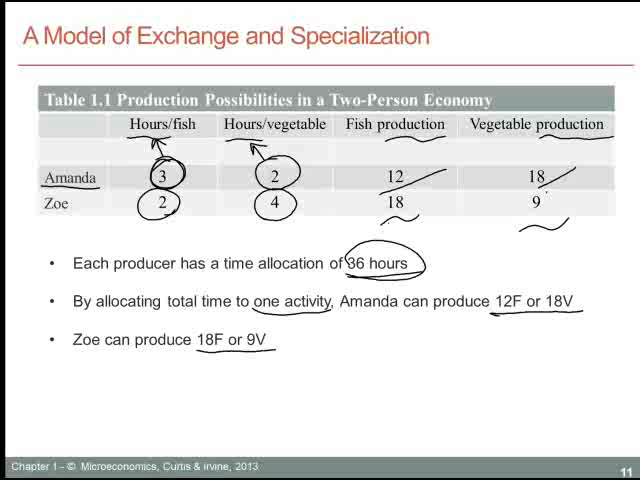 A Model of Exchange and Specialization
Table 1.1 Production Possibilities in a Two-Person Economy
Hours/fish Hours/vegetable Fish production Vegetable production
Amanda 3 2 12 18
Zoe 2 4 18 9
• Each producer has a time allocation of 36 hours
• By allocating total time to one activity, Amanda can produce 12F or 18V
• Zoe can produce 18F or 9V
Chapter 1 - © Microeconomics, Curtis & irvine, 2013
11